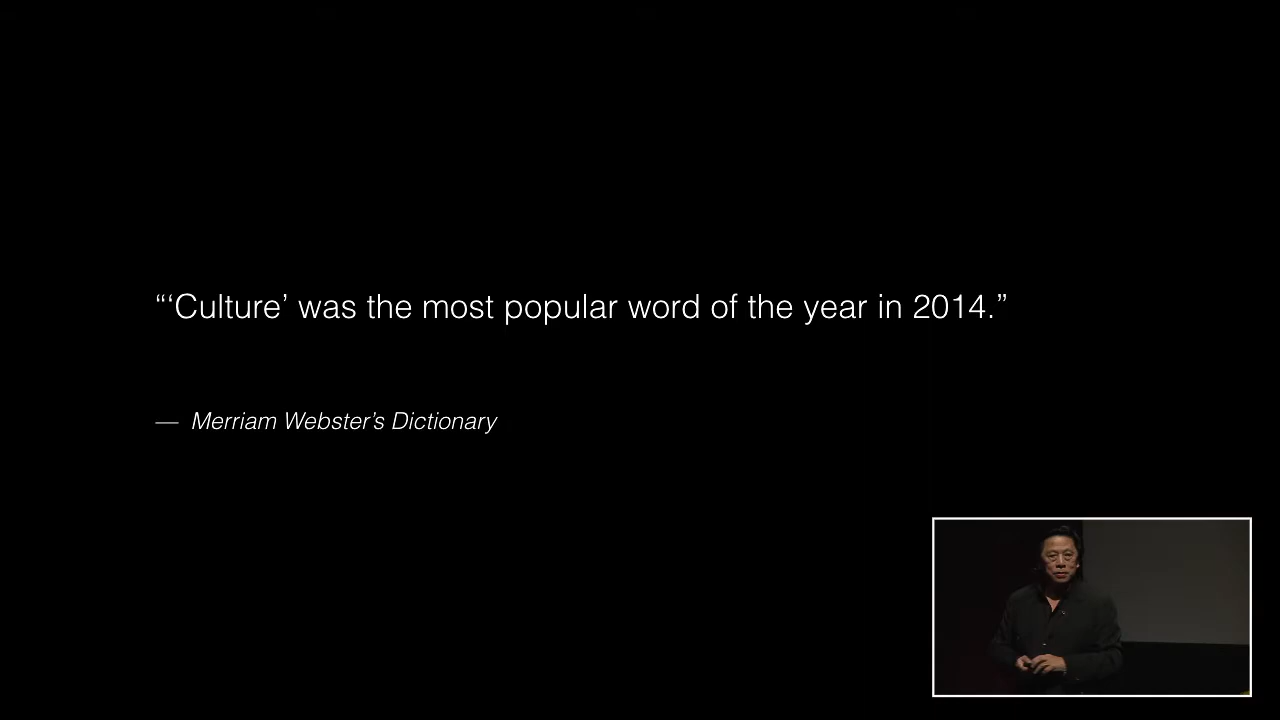 “‘Culture’ was the most popular word of the year in 2014.”
— Merriam Webster’s Dictionary